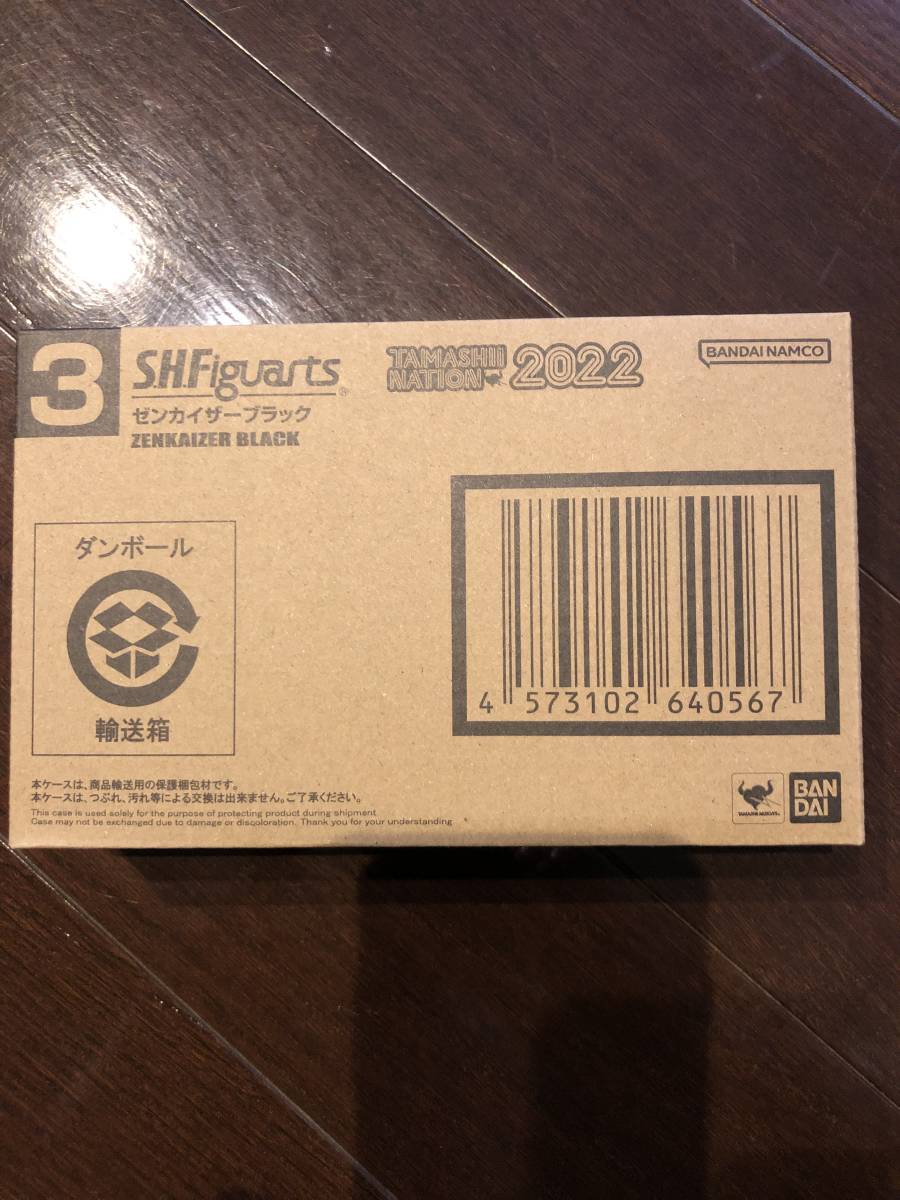 3
S.H.Figuarts®
ゼンカイザーブラック
ZENKAIZER BLACK
TAMASHII
NATION
2022
BANDAI NAMCO
ダンボール
輸送箱
4 573102 640567
本ケースは、商品輸送用の保護梱包材です。
本ケースは、つぶれ、汚れ等による交換は出来ません。ご了承ください。
This case is used solely for the purpose of protecting product during shipment
Case may not be exchanged due to damage or discoloration. Thank you for your understanding
TAMASHII NATIONS
BAN
DAI